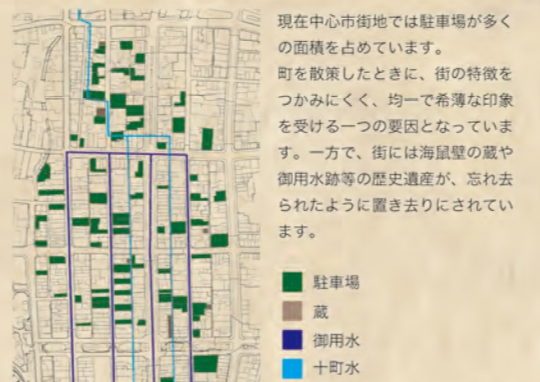 現在中心市街地では駐車場が多く
の面積を占めています。
町を散策したときに、街の特徴を
つかみにくく、均一で希薄な印象
を受ける一つの要因となっていま
す。一方で、街には海鼠壁の蔵や
御用水跡等の歴史遺産が、忘れ去
られたように置き去りにされてい
ます。
駐車場
蔵
御用水
十町水